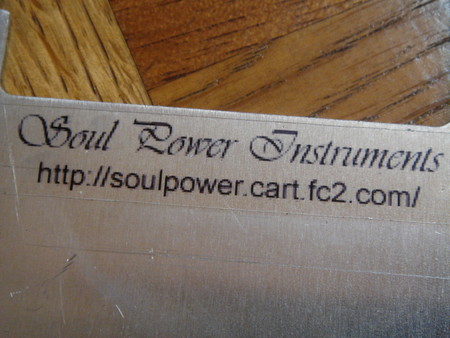 Soul Power Instruments
http://soulpower.cart.fc2.com/